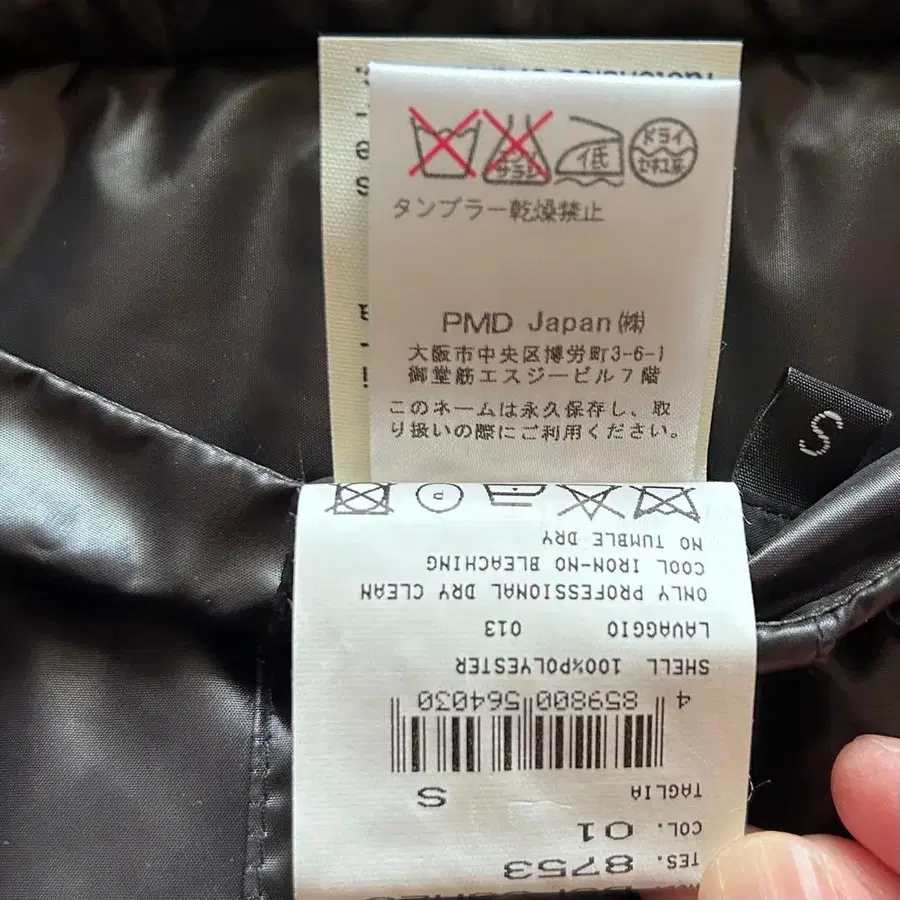 サラシ
低
ドライ
セキユ系
タンブラー乾燥禁止
PMD Japan㈱
大阪市中央区博労町3-6-1
御堂筋エスジービル7階
このネームは永久保存し、取
り扱いの際にご利用ください。
S
P
NO TUMBLE DRY
COOL IRON-NO BLEACHING
ONLY PROFESSIONAL DRY CLEAN
LAVAGGIO 013
SHELL 100%POLYESTER
4 859800 564030
TAGLIA S
COL. 01
TES. 8753